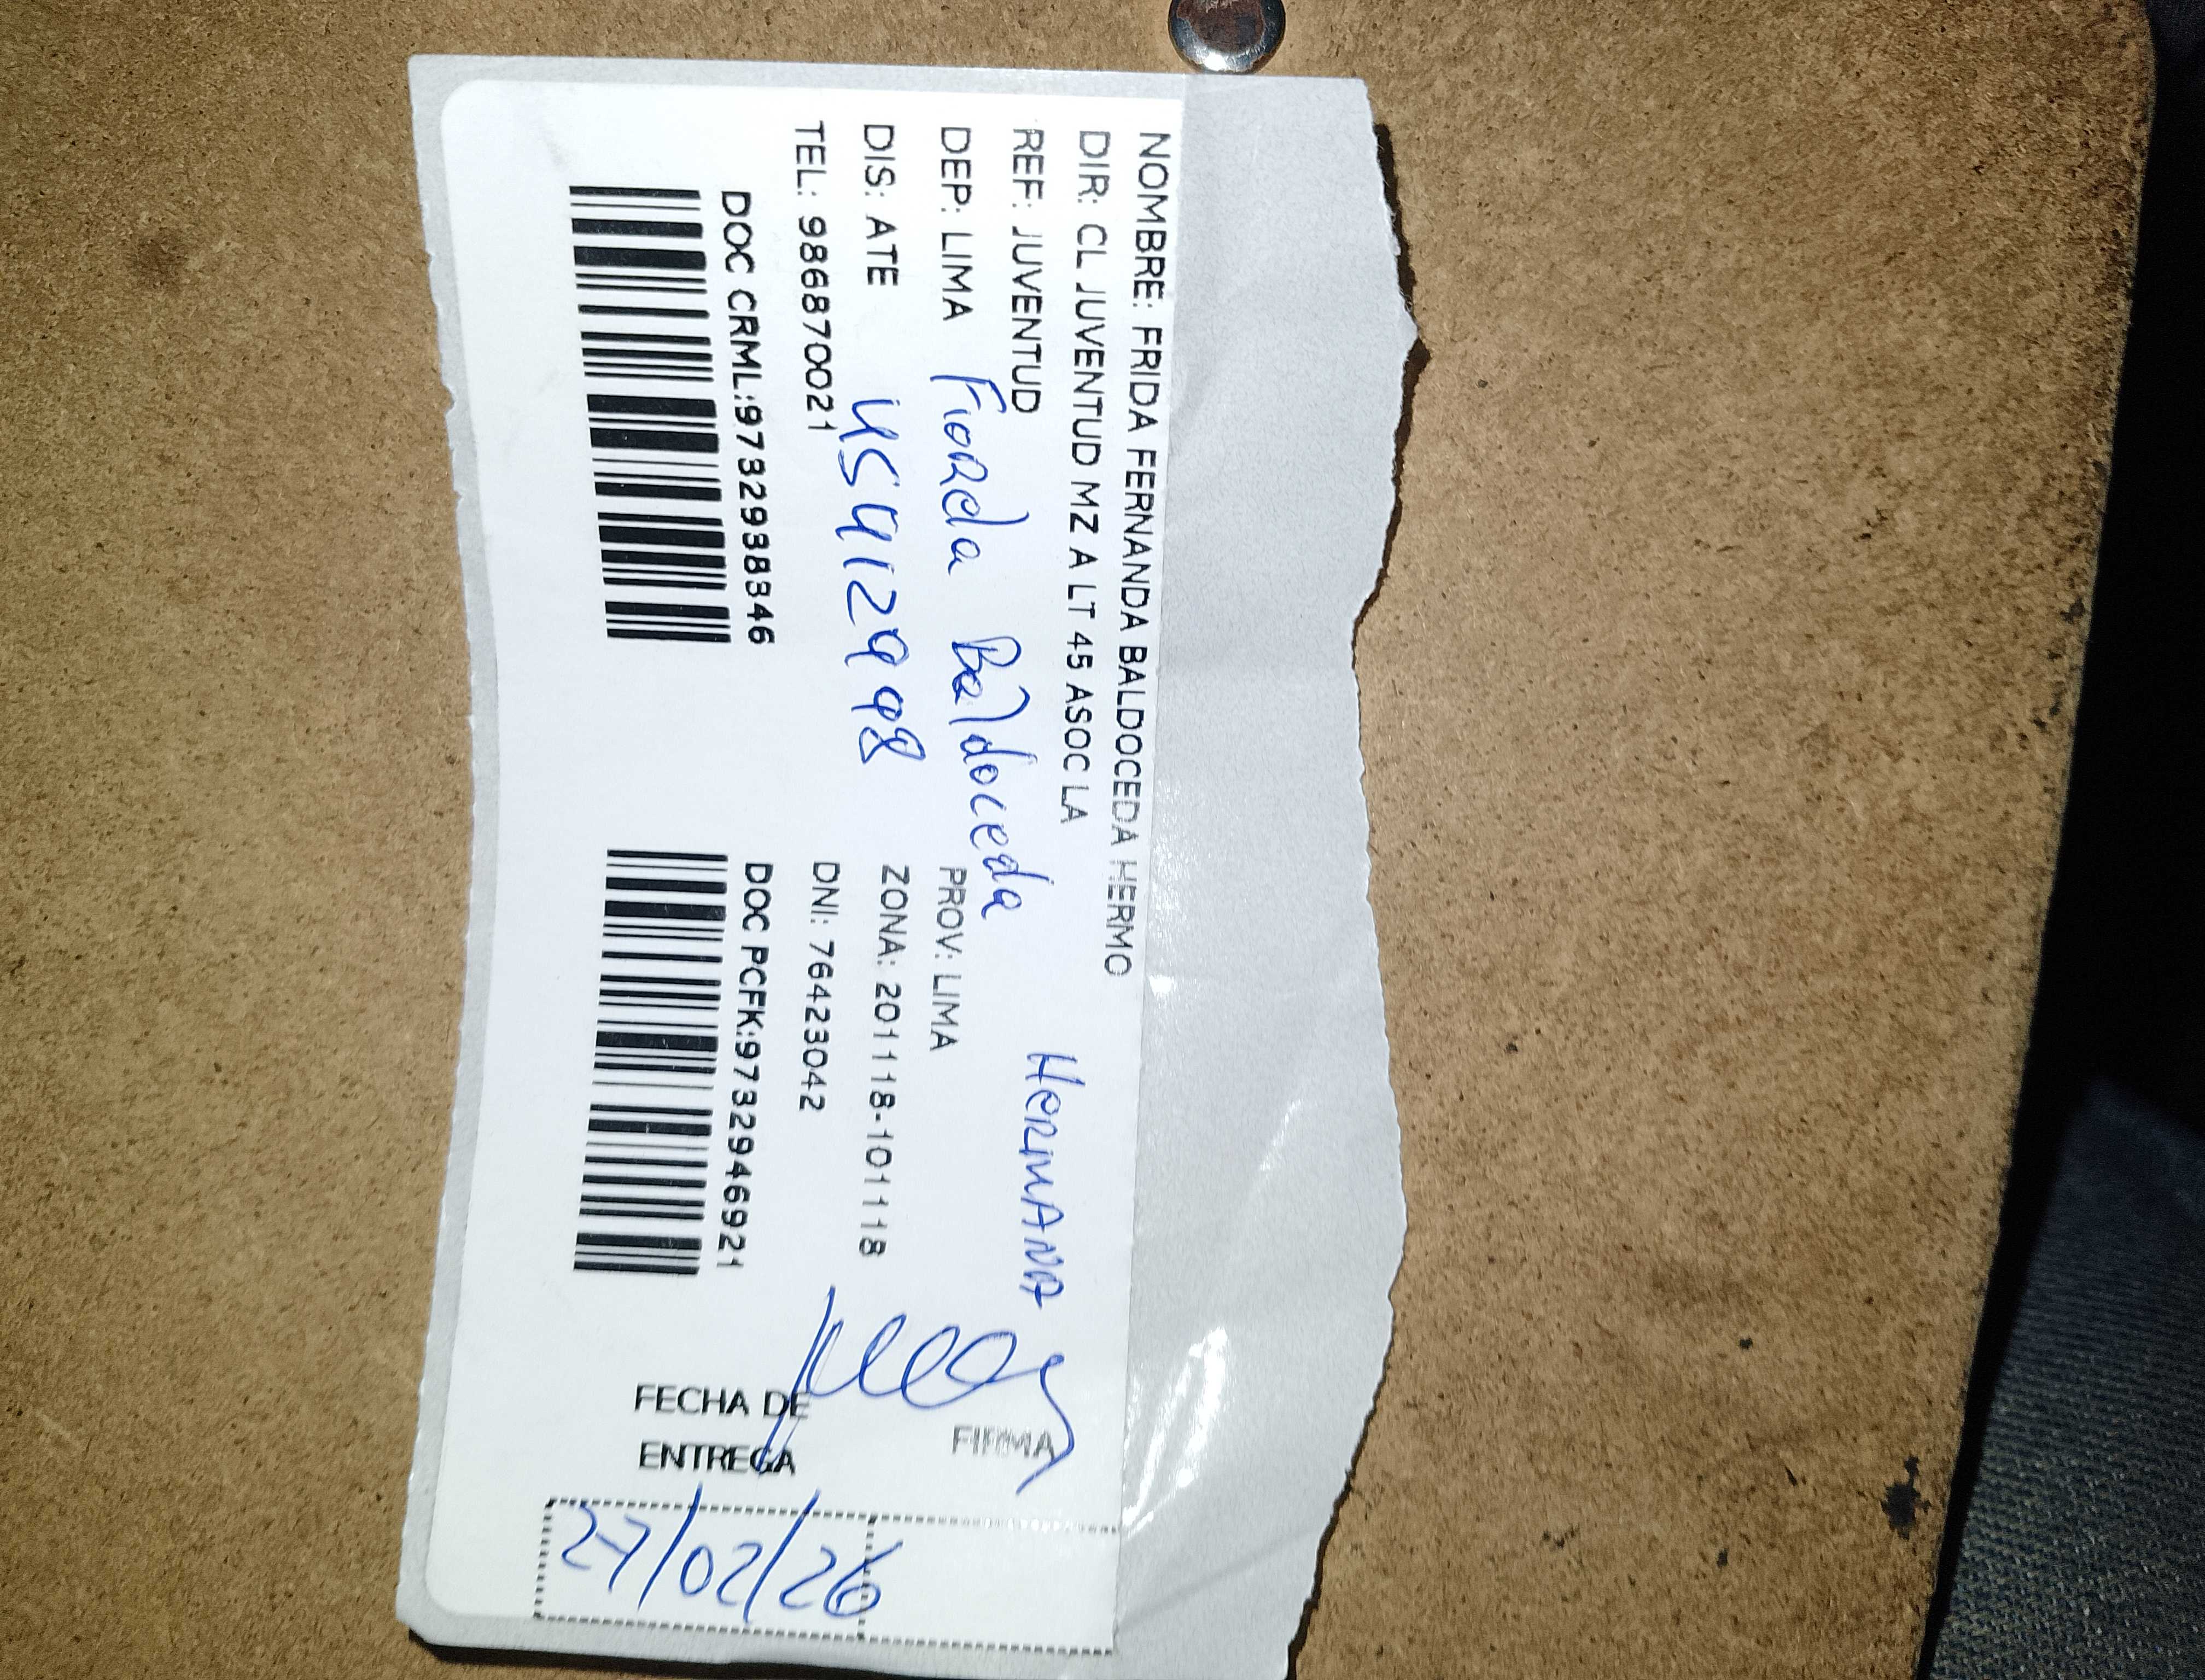 NOMBRE: FRIDA FERNANDA BALDOCEDA HERMO
DIR: CL JUVENTUD MZ A LT 45 ASOC LA
REF: JUVENTUD
HERMANA
DEP: LIMA
Fiorda Baldoceda
PROV: LIMA
DIS: ATE
45412998
ZONA: 201118-101118
TEL: 986870021
DNI: 76423042
DOC CRML:9732938346
DOC PCFK:9732946921
FIRMA
FECHA DE
ENTREGA
27/02/26